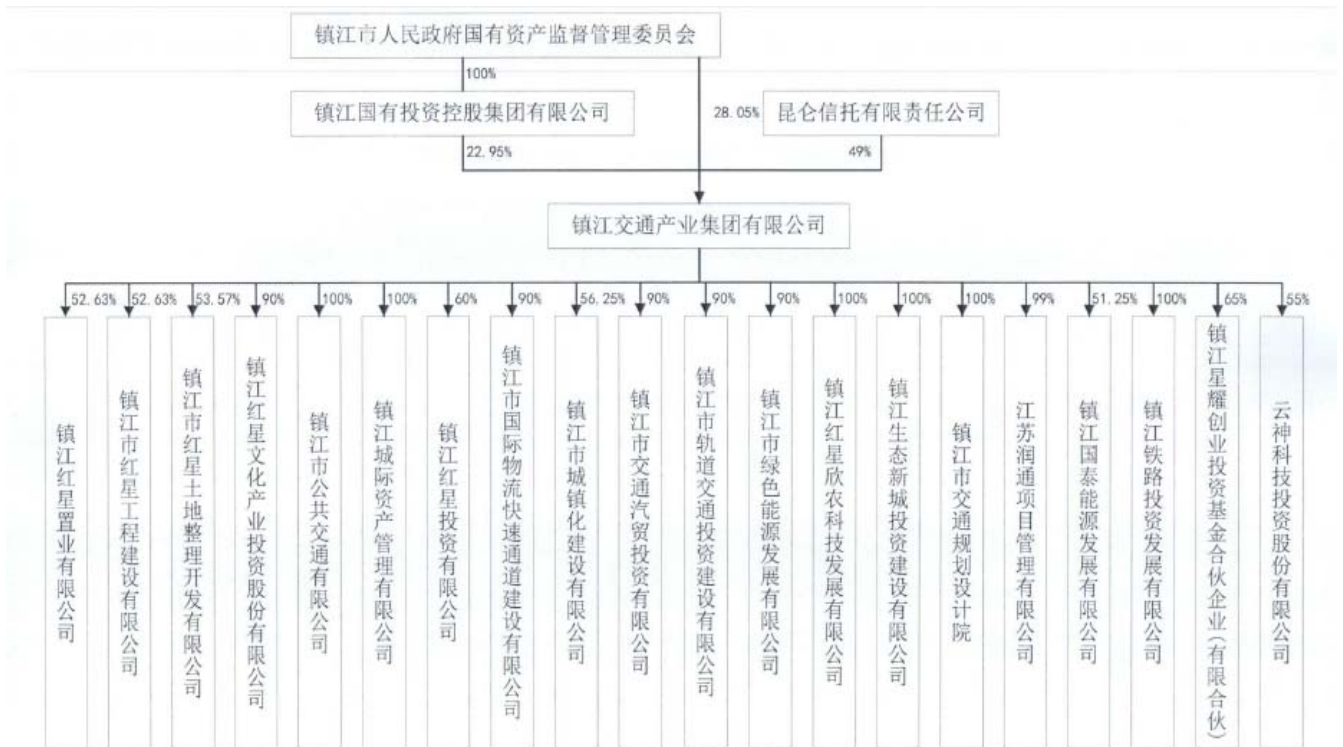 镇江市人民政府国有资产监督管理委员会
100%
镇江国有投资控股集团有限公司
28.05%
昆仑信托有限责任公司
22.95%
49%
镇江交通产业集团有限公司
52.63%
52.63%
53.57%
90%
100%
100%
60%
90%
56.25%
90%
90%
90%
100%
100%
100%
99%
51.25%
100%
65%
55%
镇江红星置业有限公司
镇江市红星工程建设有限公司
镇江市红星土地整理开发有限公司
镇江红星文化产业投资股份有限公司
镇江市公共交通有限公司
镇江城际资产管理有限公司
镇江红星投资有限公司
镇江市国际物流快速通道建设有限公司
镇江市城镇化建设有限公司
镇江市交通汽贸投资有限公司
镇江市轨道交通投资建设有限公司
镇江市绿色能源发展有限公司
镇江红星欣农科技发展有限公司
镇江生态新城投资建设有限公司
镇江市交通规划设计院
江苏润通项目管理有限公司
镇江国泰能源发展有限公司
镇江铁路投资发展有限公司
镇江星耀创业投资基金合伙企业(有限合伙)
云神科技投资股份有限公司